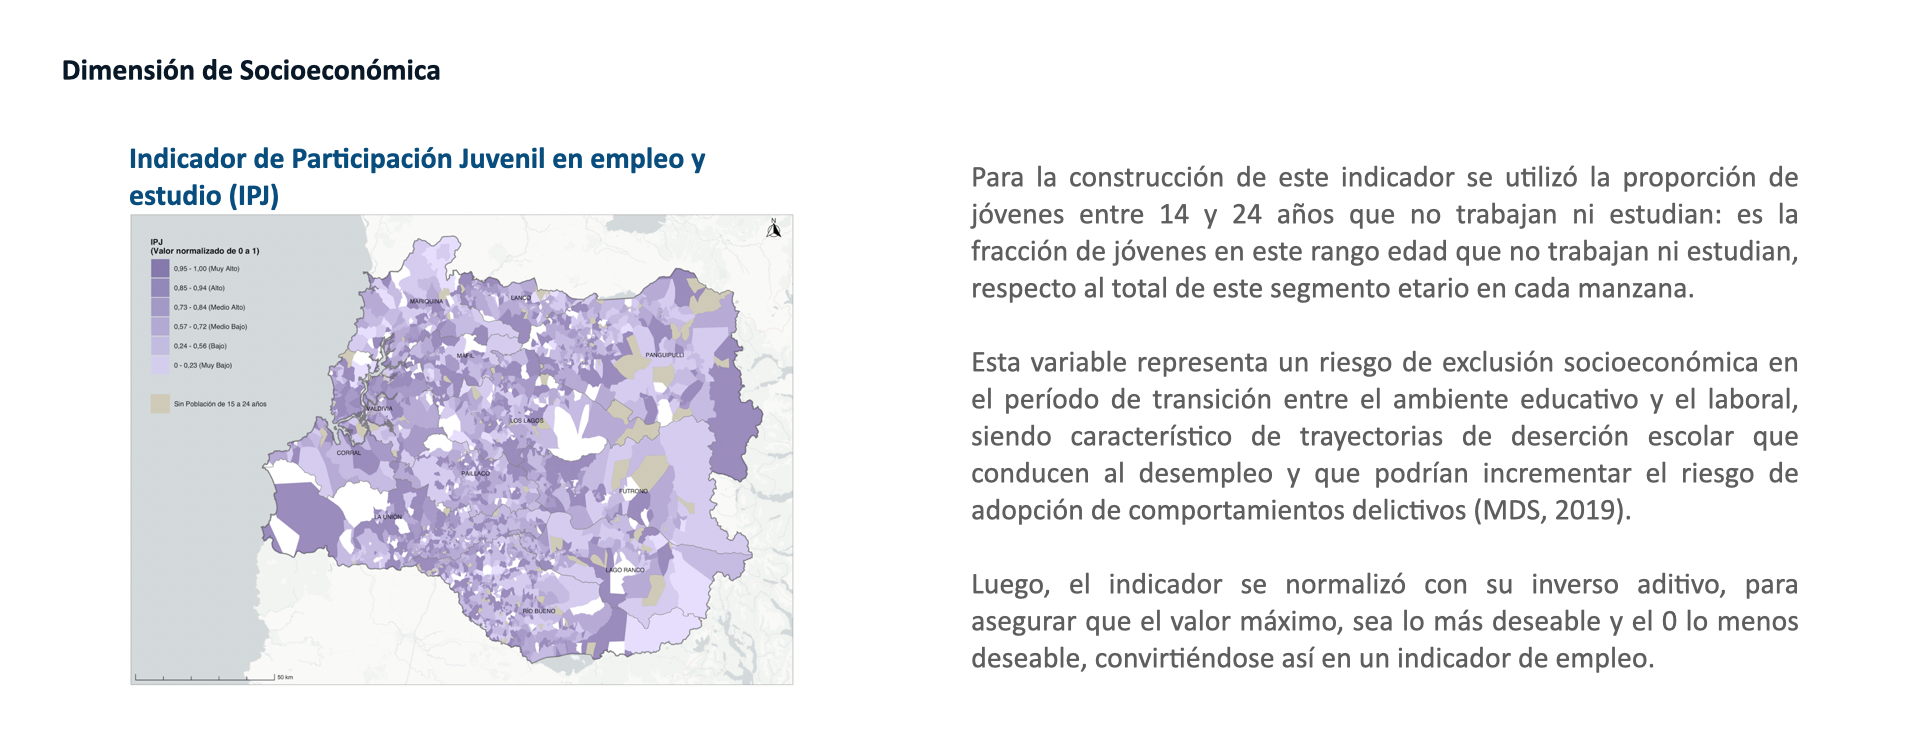 Dimensión de Socioeconómica
Indicador de Participación Juvenil en empleo y
estudio (IPJ)
IPJ
(Valor normalizado de 0 a 1)
0,95 - 1,00 (Muy Alto)
0,85 - 0,94 (Alto)
0,73 - 0,84 (Medio Alto)
0,57 - 0,72 (Medio Bajo)
0,24 - 0,56 (Bajo)
0 - 0,23 (Muy Bajo)
Sin Población de 15 a 24 años
N
MARIQUINA
LANCO
MAFIL
PANGUIPULLI
VALDIVIA
LOS LAGOS
CORRAL
PAILLACO
FUTRONO
LA UNIÓN
LAGO RANCO
RÍO BUENO
50 km
Para la construcción de este indicador se utilizó la proporción de
jóvenes entre 14 y 24 años que no trabajan ni estudian: es la
fracción de jóvenes en este rango edad que no trabajan ni estudian,
respecto al total de este segmento etario en cada manzana.
Esta variable representa un riesgo de exclusión socioeconómica en
el período de transición entre el ambiente educativo y el laboral,
siendo característico de trayectorias de deserción escolar que
conducen al desempleo y que podrían incrementar el riesgo de
adopción de comportamientos delictivos (MDS, 2019).
Luego, el indicador se normalizó con su inverso aditivo, para
asegurar que el valor máximo, sea lo más deseable y el 0 lo menos
deseable, convirtiéndose así en un indicador de empleo.